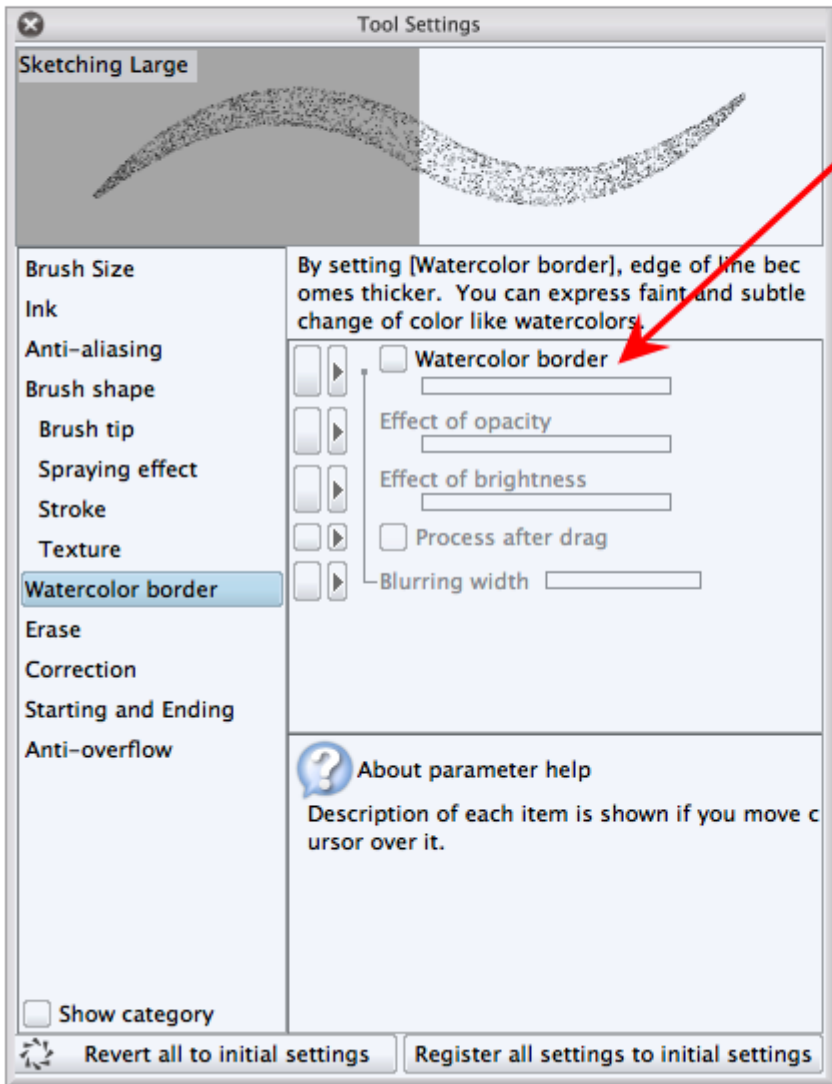 Tool Settings
Sketching Large
Brush Size
Ink
Anti-aliasing
Brush shape
Brush tip
Spraying effect
Stroke
Texture
Watercolor border
Erase
Correction
Starting and Ending
Anti-overflow
Show category
By setting [Watercolor border], edge of line bec
omes thicker. You can express faint and subtle
change of color like watercolors.
Watercolor border
Effect of opacity
Effect of brightness
Process after drag
Blurring width
About parameter help
Description of each item is shown if you move c
ursor over it.
Revert all to initial settings
Register all settings to initial settings